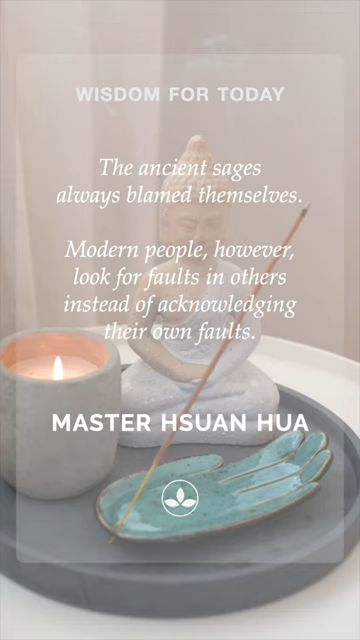 WISDOM FOR TODAY
The ancient sages
always blamed themselves.
Modern people, however,
look for faults in others
instead of acknowledging
their own faults.
MASTER HSUAN HUA